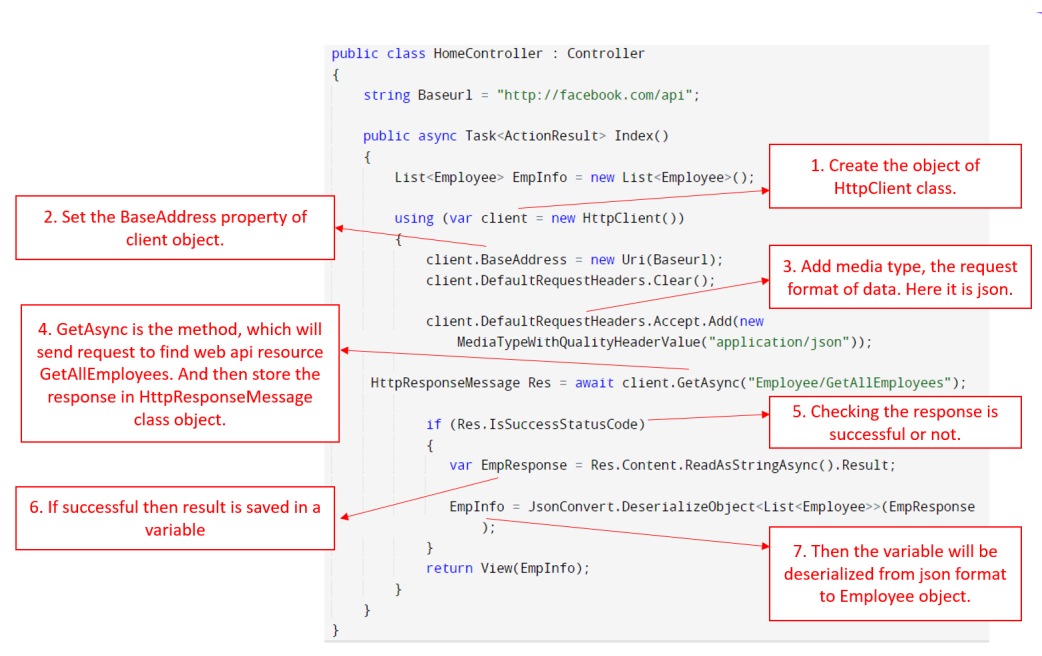 public class HomeController : Controller
{
string Baseurl = "http://facebook.com/api";
public async Task<ActionResult> Index()
{
List<Employee> EmpInfo = new List<Employee>();
using (var client = new HttpClient())
{
client.BaseAddress = new Uri(Baseurl);
client.DefaultRequestHeaders.Clear();
client.DefaultRequestHeaders.Accept.Add(new
MediaTypeWithQualityHeaderValue("application/json"));
HttpResponseMessage Res = await client.GetAsync("Employee/GetAllEmployees");
if (Res.IsSuccessStatusCode)
{
var EmpResponse = Res.Content.ReadAsStringAsync().Result;
EmpInfo = JsonConvert.DeserializeObject<List<Employee>>(EmpResponse
);
}
return View(EmpInfo);
}
}
}
1. Create the object of
HttpClient class.
2. Set the BaseAddress property of
client object.
3. Add media type, the request
format of data. Here it is json.
4. GetAsync is the method, which will
send request to find web api resource
GetAllEmployees. And then store the
response in HttpResponseMessage
class object.
5. Checking the response is
successful or not.
6. If successful then result is saved in a
variable
7. Then the variable will be
deserialized from json format
to Employee object.